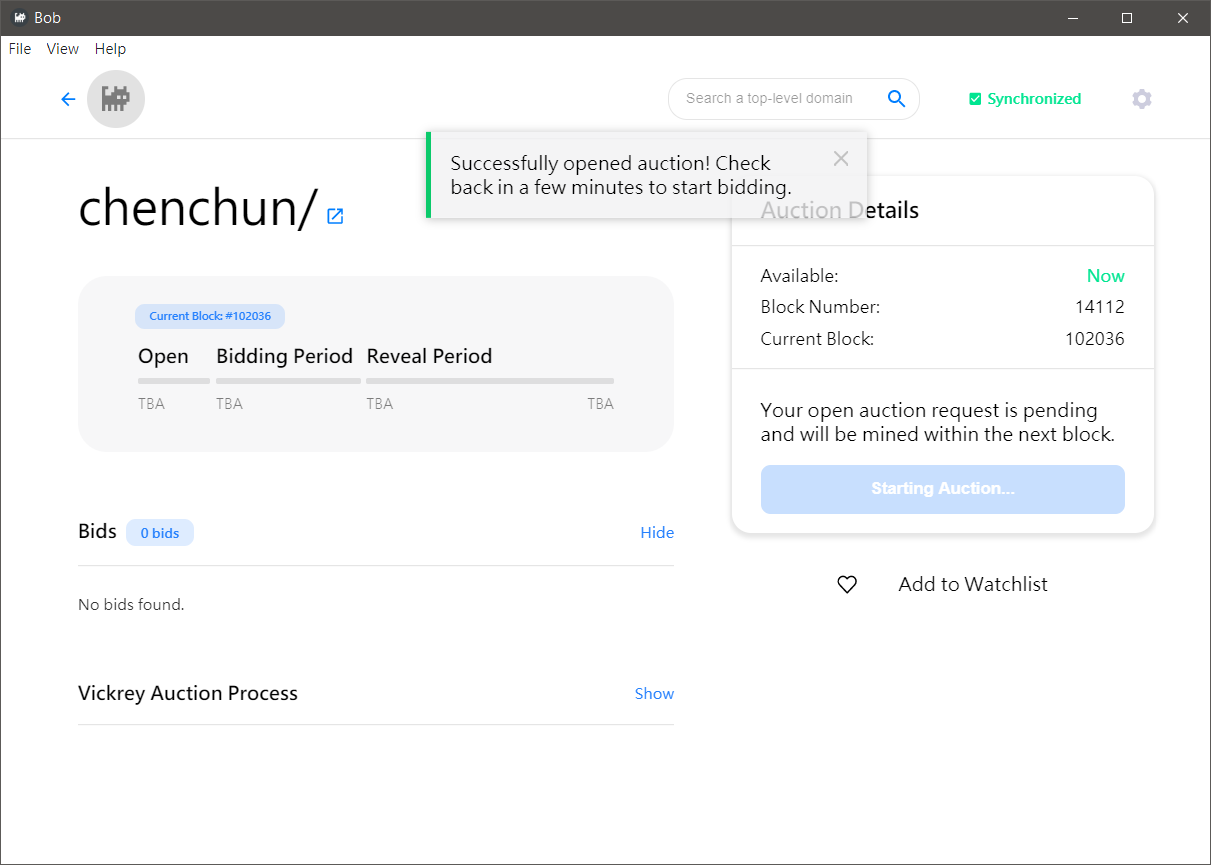 Bob
File View Help
Search a top-level domain
Synchronized
Successfully opened auction! Check
back in a few minutes to start bidding.
chenchun/
Current Block: #102036
Open Bidding Period Reveal Period
TBA TBA TBA TBA
Bids 0 bids Hide
No bids found.
Vickrey Auction Process Show
Auction Details
Available: Now
Block Number: 14112
Current Block: 102036
Your open auction request is pending
and will be mined within the next block.
Starting Auction...
Add to Watchlist